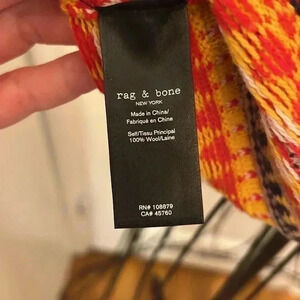 rag & bone
NEW YORK
Made in China/
Fabriqué en Chine
Self/Tissu Principal
100% Wool/Laine
RN# 108879
CA# 45760